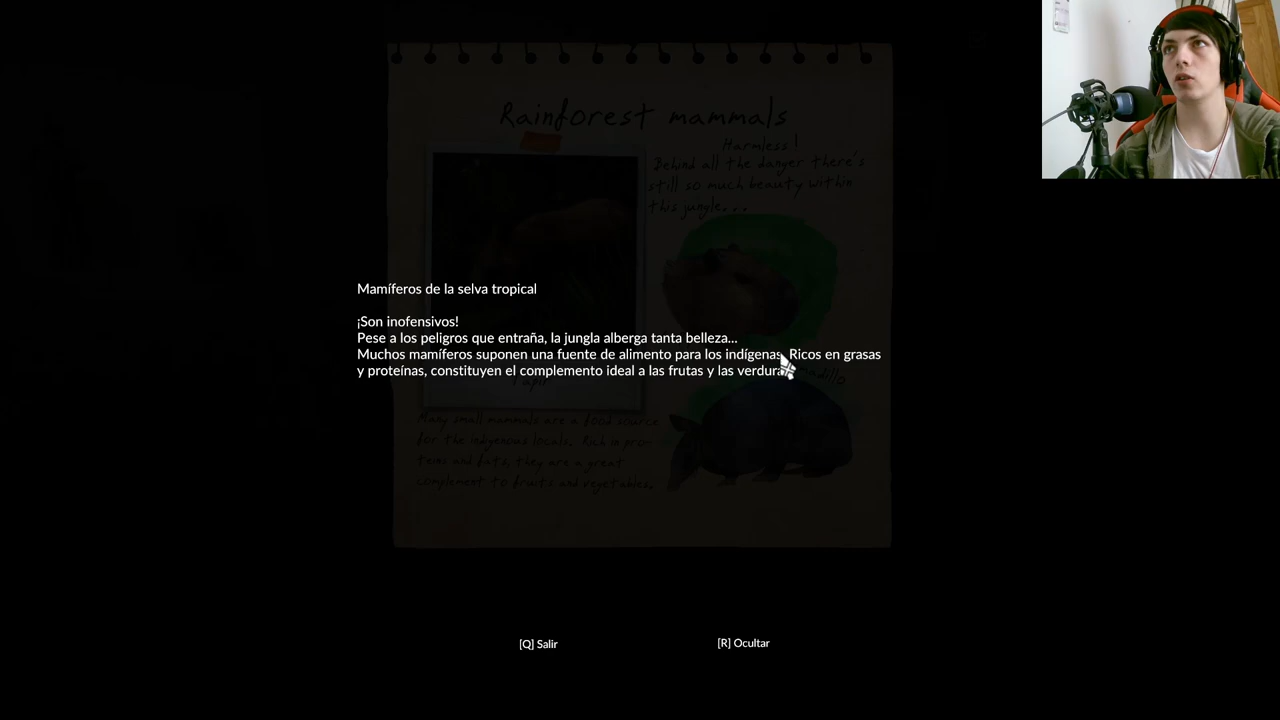 Rainforest mammals
Harmless!
Behind all the danger there's
still so much beauty within
this jungle...
Mamíferos de la selva tropical
¡Son inofensivos!
Pese a los peligros que entraña, la jungla alberga tanta belleza...
Muchos mamíferos suponen una fuente de alimento para los indígenas. Ricos en grasas
y proteínas, constituyen el complemento ideal a las frutas y las
Tapir
Many small mammals are a food source
for the indigenous locals. Rich in pro-
teins and fats, they are a great
complement to fruits and vegetables.
[Q] Salir
[R] Ocultar